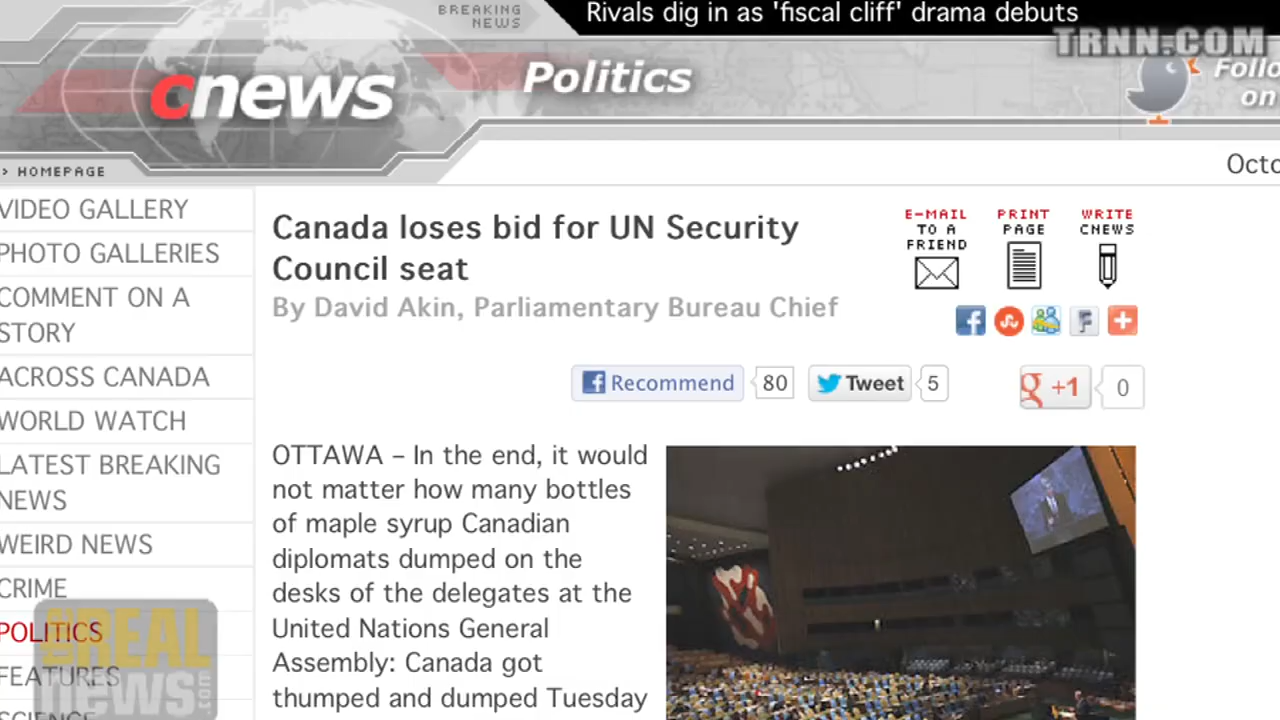 BREAKING
NEWS
Rivals dig in as 'fiscal cliff' drama debuts
TRNN.COM
cnews
Politics
Follo
on
> HOMEPAGE
Octo
VIDEO GALLERY
PHOTO GALLERIES
COMMENT ON A
STORY
ACROSS CANADA
WORLD WATCH
LATEST BREAKING
NEWS
WEIRD NEWS
CRIME
POLITICS
FEATURES
SCIENCE
THE REAL
news.com
Canada loses bid for UN Security
Council seat
By David Akin, Parliamentary Bureau Chief
E-MAIL
TO A
FRIEND
PRINT
PAGE
WRITE
CNEWS
Recommend 80
Tweet 5
g +1 0
OTTAWA – In the end, it would
not matter how many bottles
of maple syrup Canadian
diplomats dumped on the
desks of the delegates at the
United Nations General
Assembly: Canada got
thumped and dumped Tuesday